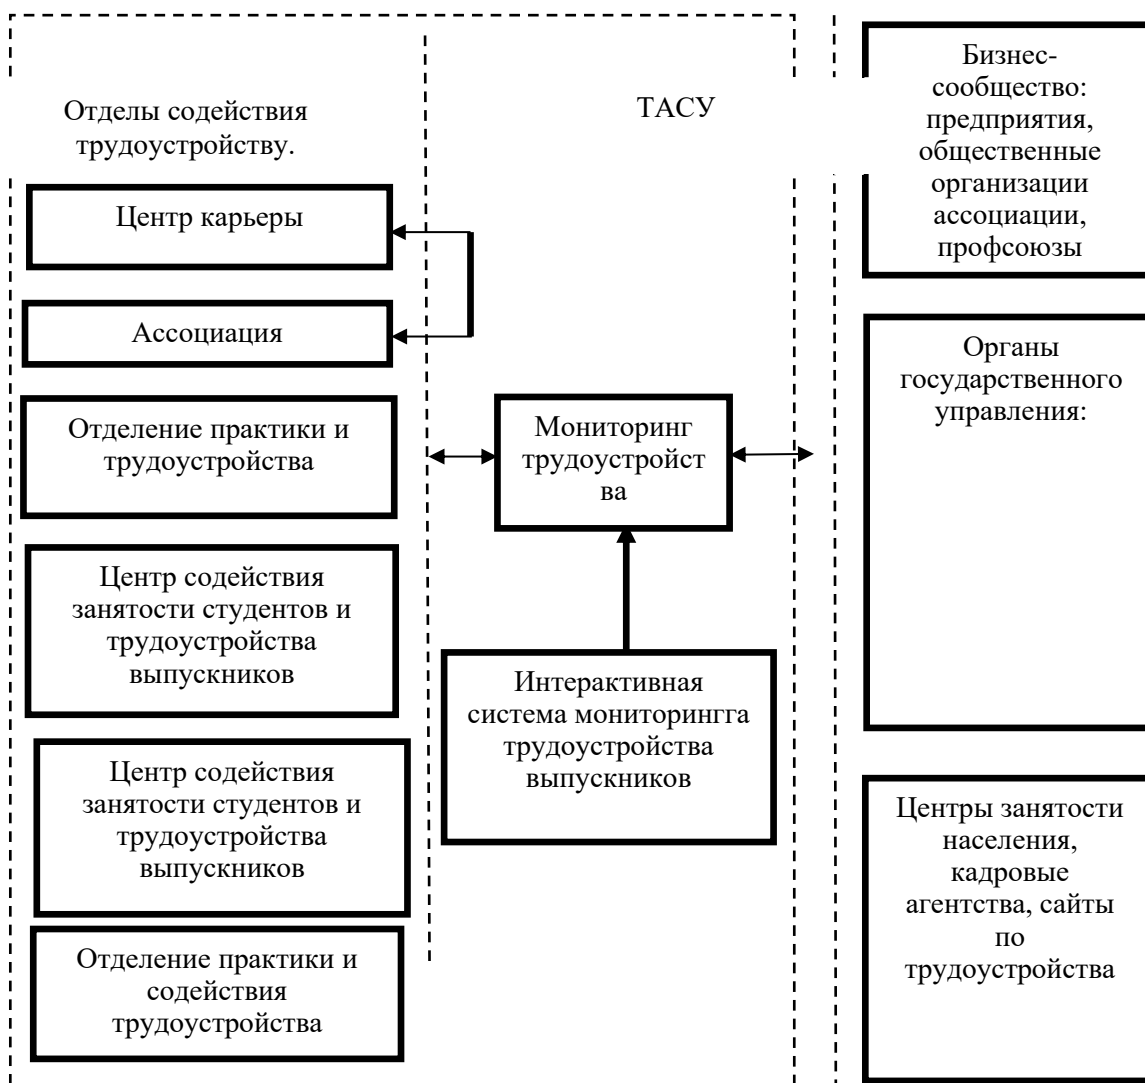 Отделы содействия
трудоустройству.
Центр карьеры
Ассоциация
Отделение практики и
трудоустройства
Центр содействия
занятости студентов и
трудоустройства
выпускников
Центр содействия
занятости студентов и
трудоустройства
выпускников
Отделение практики и
содействия
трудоустройства
ТАСУ
Мониторинг
трудоустройст
ва
Интерактивная
система мониторингга
трудоустройства
выпускников
Бизнес-
сообщество:
предприятия,
общественные
организации
ассоциации,
профсоюзы
Органы
государственного
управления:
Центры занятости
населения,
кадровые
агентства, сайты
по
трудоустройства